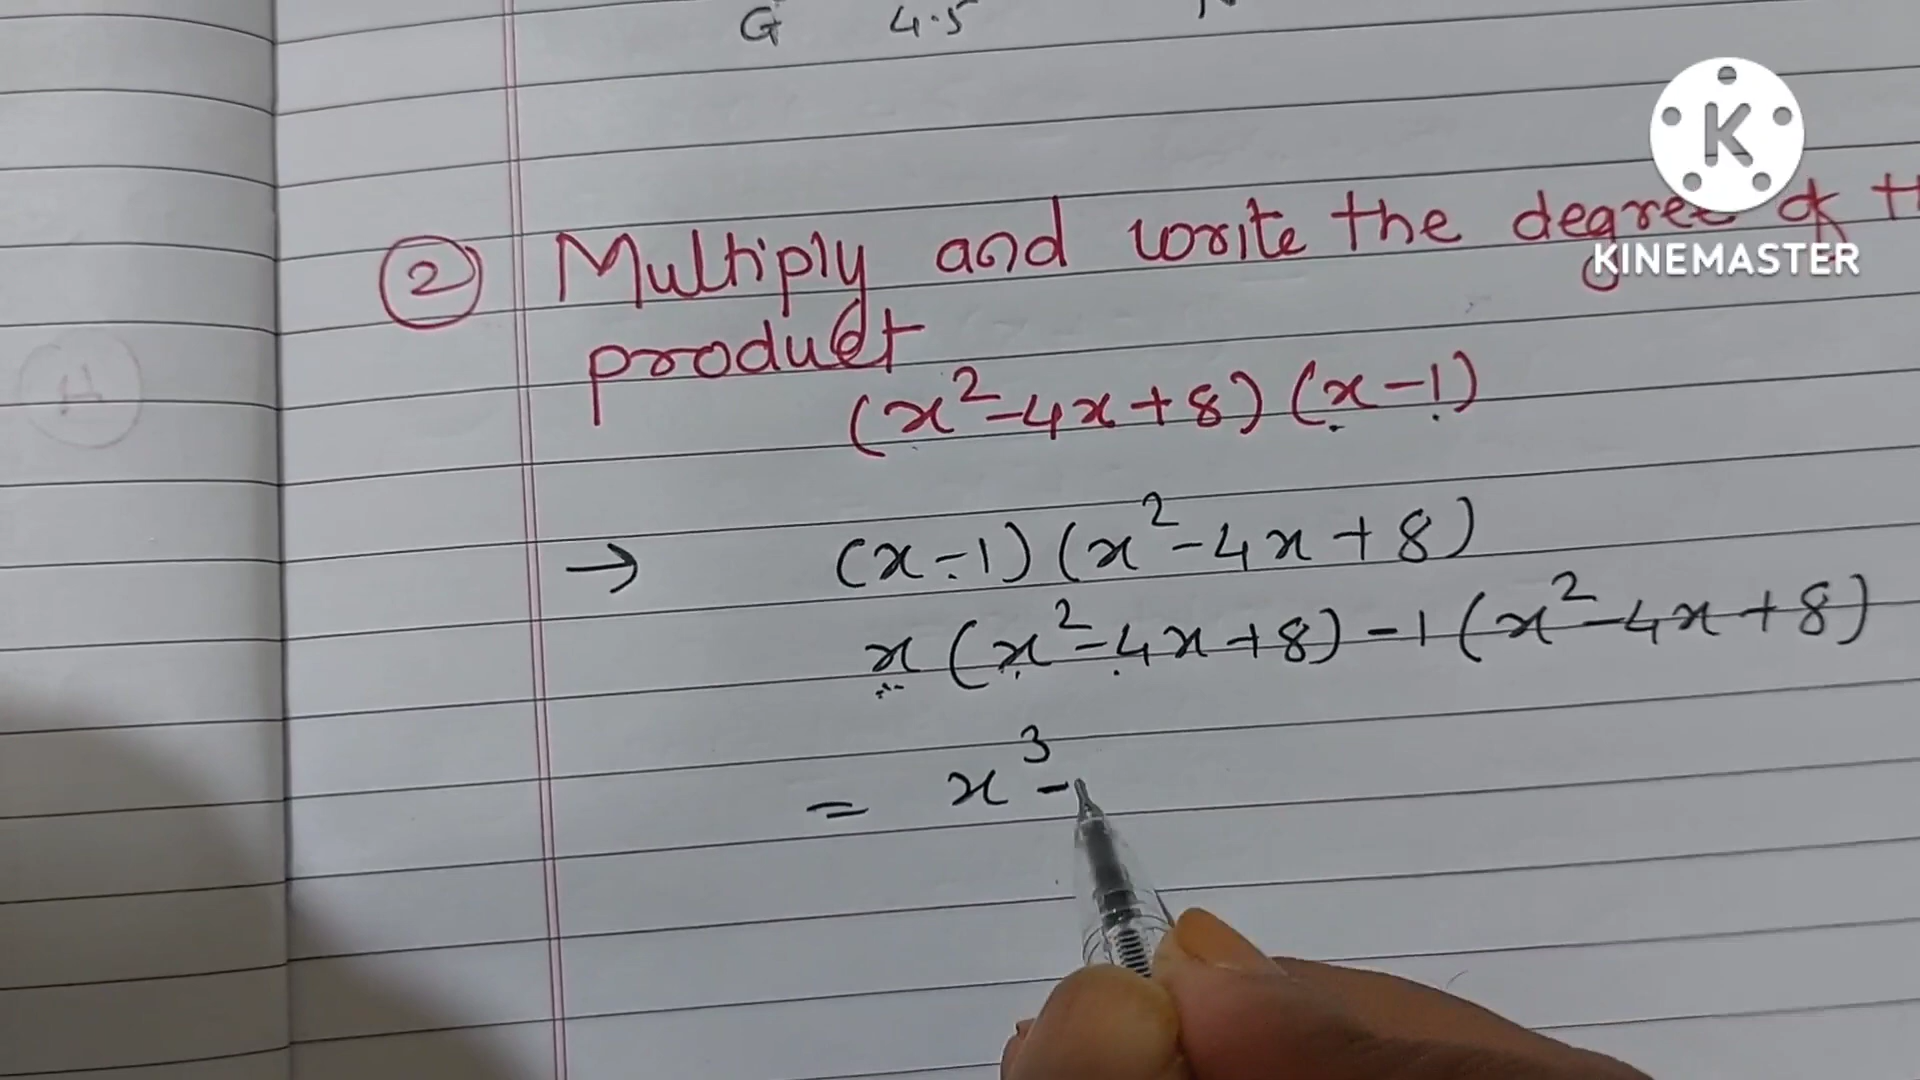 G 4.5
② Multiply and write the degree of
product
(x²-4x+8)(x-1)
→ (x-1)(x²-4x+8)
x(x²-4x+8)-1(x²-4x+8)
= x³-
K
KINEMASTER